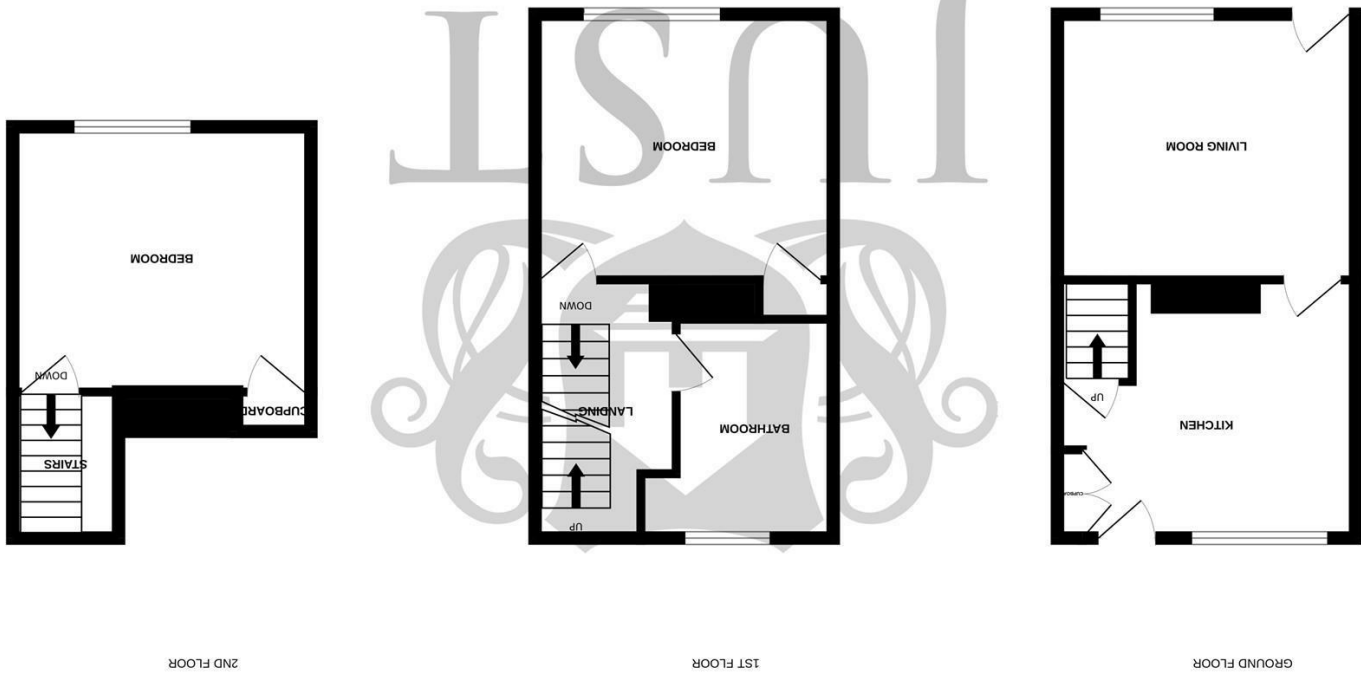 GROUND FLOOR
KITCHEN
UP
LIVING ROOM
1ST FLOOR
UP
BATHROOM
LANDING
DOWN
BEDROOM
2ND FLOOR
STAIRS
CUPBOARD
DOWN
BEDROOM
JUST